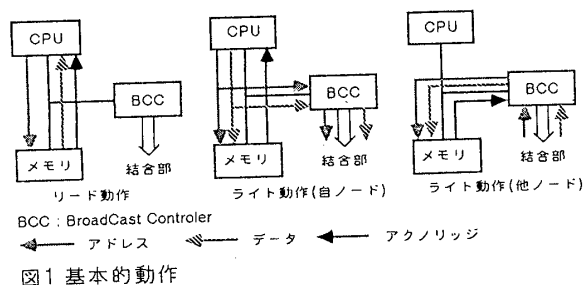 CPU
BCC
メモリ
結合部
リード動作
CPU
BCC
メモリ
結合部
ライト動作(自ノード)
CPU
BCC
メモリ
結合部
ライト動作(他ノード)
BCC : BroadCast Controler
アドレス
データ
アクノリッジ
図1 基本的動作